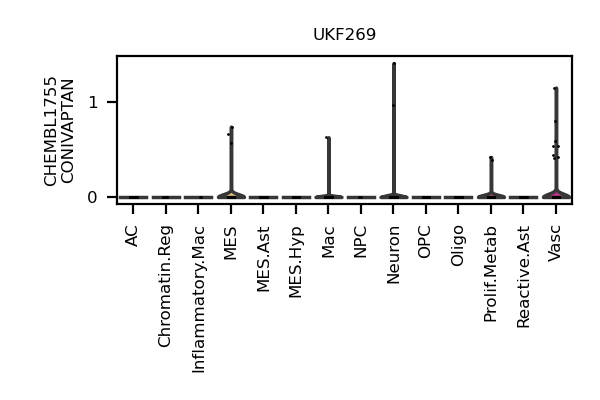 UKF269
CHEMBL1755
CONIVAPTAN
1
0
AC
Chromatin.Reg
Inflammatory.Mac
MES
MES.Ast
MES.Hyp
Mac
NPC
Neuron
OPC
Oligo
Prolif.Metab
Reactive.Ast
Vasc